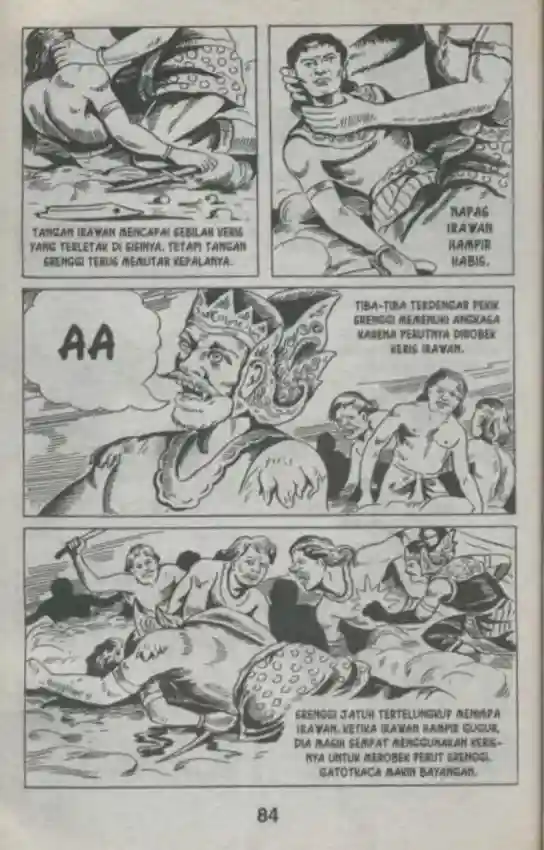 TANGAN IRAWAN MENCAPAI SEBILAH KERIS
YANG TERLETAK DI SISINYA. TETAPI TANGAN
SRENGGI TERUS MEMUTAR KEPALANYA.
NAPAS
IRAWAN
HAMPIR
HABIS.
AA
TIBA-TIBA TERDENGAR PEKIK
SRENGGI MEMENUHI ANGKASA
KARENA PERUTNYA DIROBEK
KERIS IRAWAN.
SRENGGI JATUH TERTELUNGKUP MENIMPA
IRAWAN. KETIKA IRAWAN HAMPIR GUGUR,
DIA MASIH SEMPAT MENGGUNAKAN KERIS-
NYA UNTUK MEROBEK PERUT SRENGGI.
GATOTKACA MAKIN BAYANGAN.
84